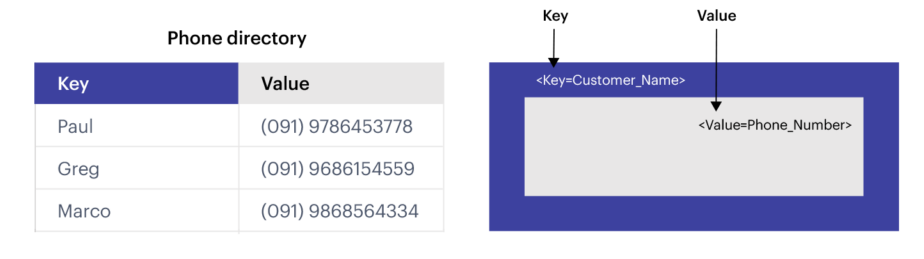 Phone directory
Key Value
Paul (091) 9786453778
Greg (091) 9686154559
Marco (091) 9868564334
Key Value
<Key=Customer_Name>
<Value=Phone_Number>